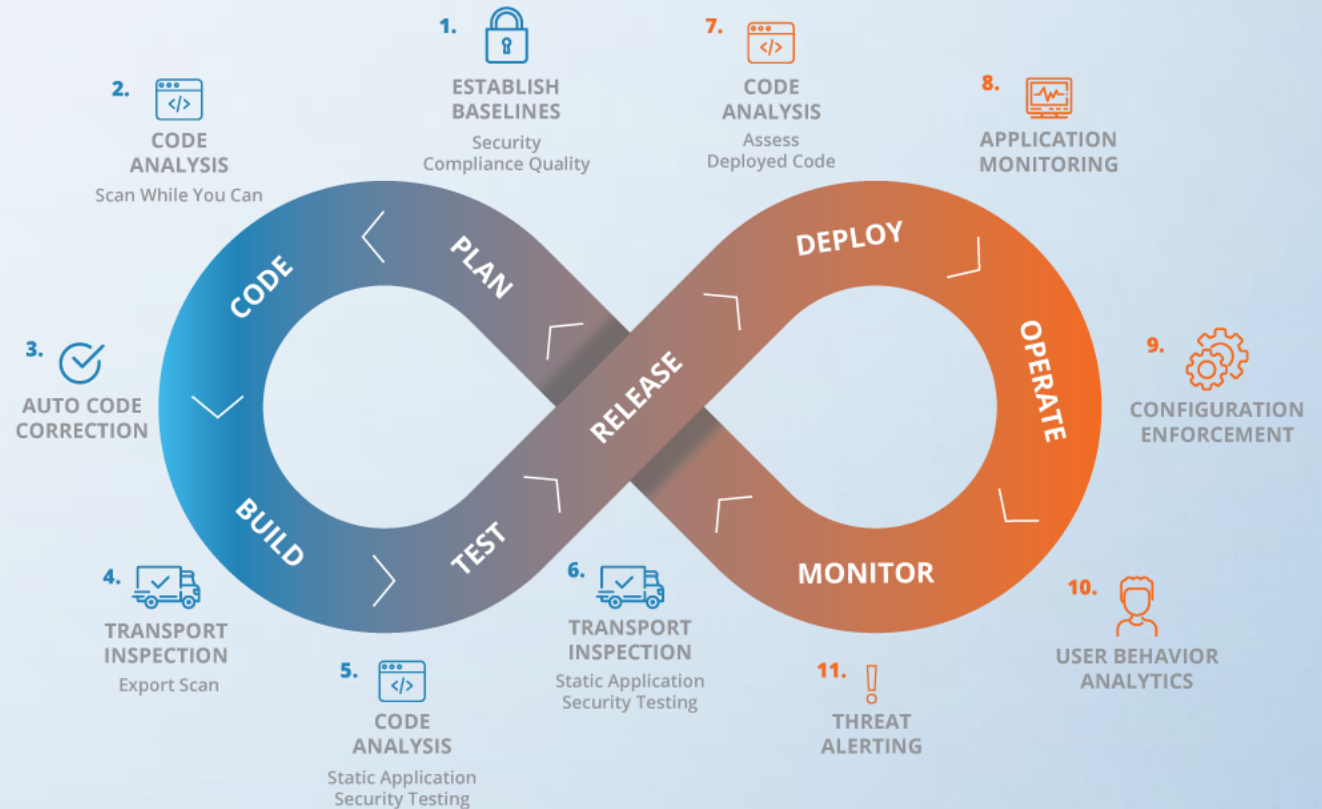 1.
ESTABLISH
BASELINES
Security
Compliance Quality
2.
</>
CODE
ANALYSIS
Scan While You Can
3.
AUTO CODE
CORRECTION
4.
TRANSPORT
INSPECTION
Export Scan
5.
</>
CODE
ANALYSIS
Static Application
Security Testing
6.
TRANSPORT
INSPECTION
Static Application
Security Testing
7.
</>
CODE
ANALYSIS
Assess
Deployed Code
8.
APPLICATION
MONITORING
9.
CONFIGURATION
ENFORCEMENT
10.
USER BEHAVIOR
ANALYTICS
11.
!
THREAT
ALERTING
PLAN
CODE
BUILD
TEST
RELEASE
DEPLOY
OPERATE
MONITOR